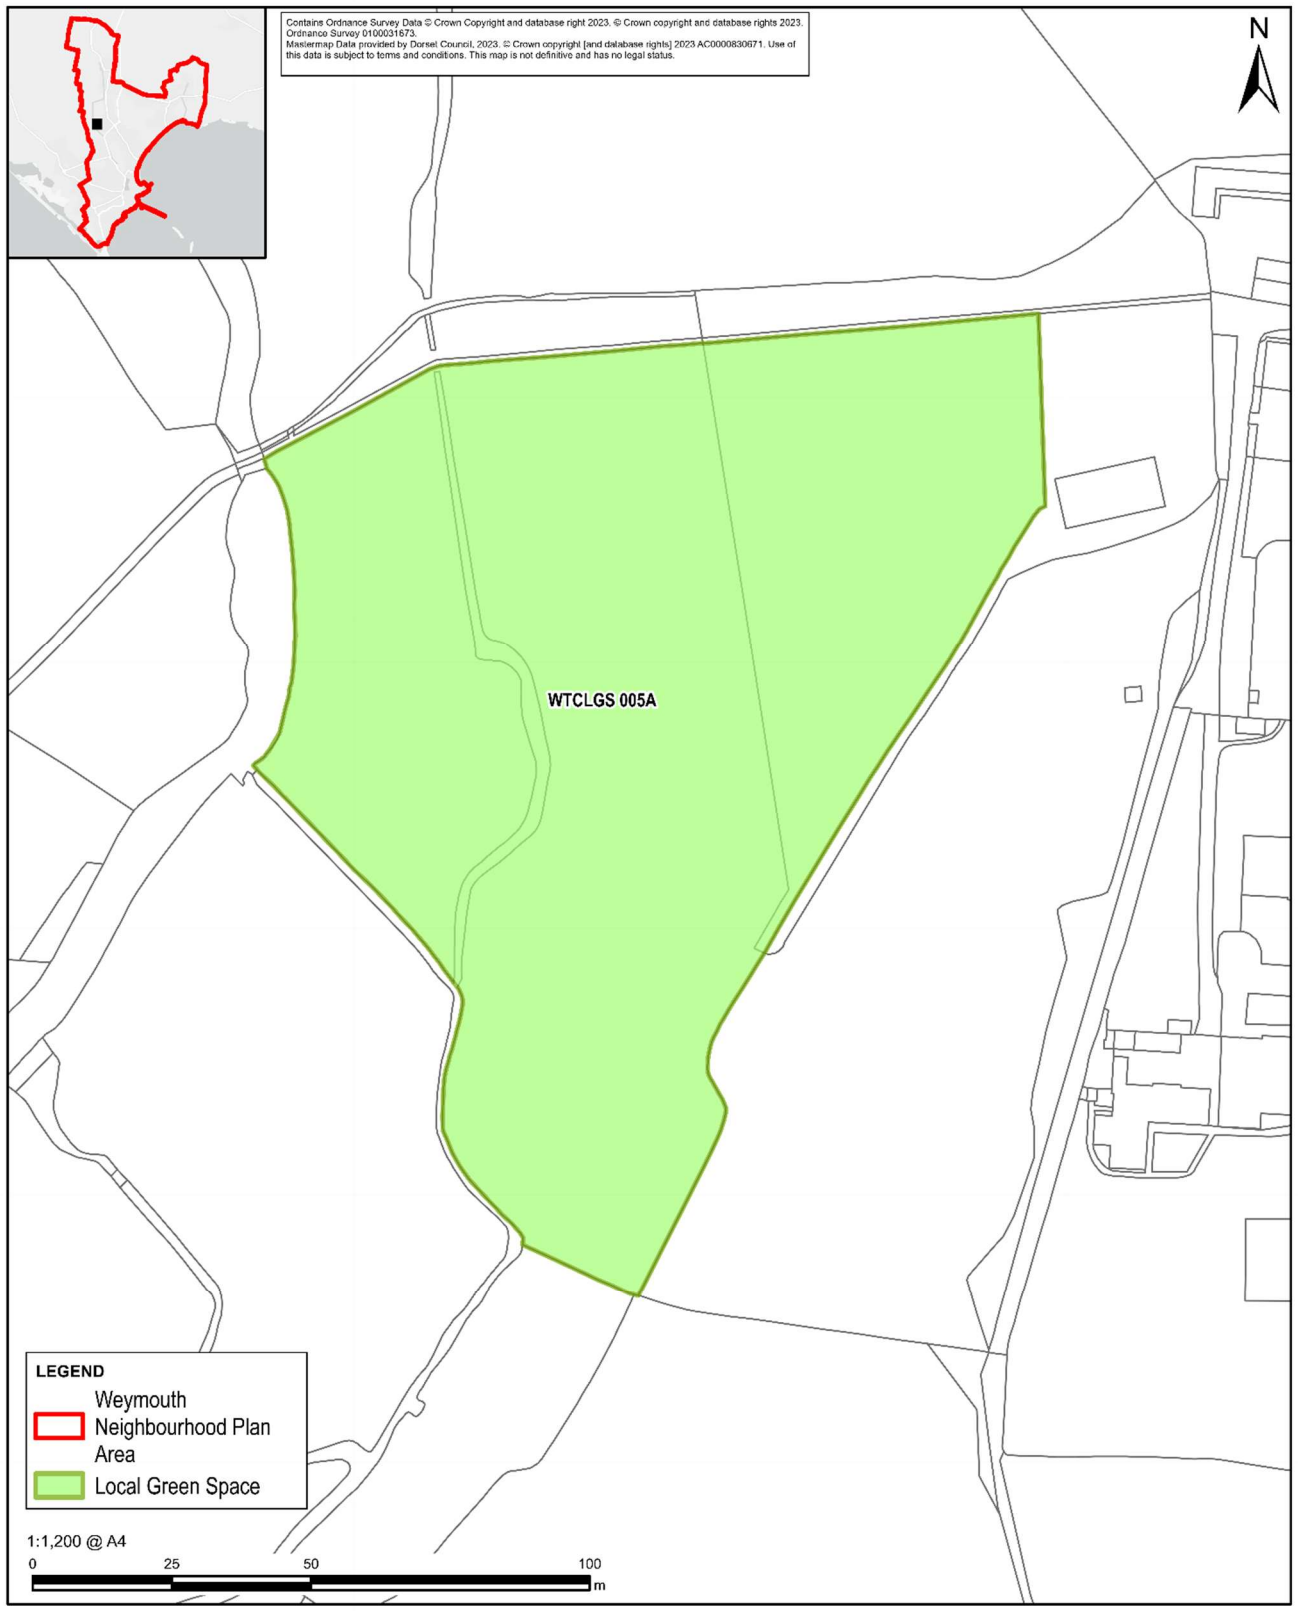 Contains Ordnance Survey Data © Crown Copyright and database right 2023. © Crown copyright and database rights 2023.
Ordnance Survey 0100031673.
Mastermap Data provided by Dorset Council, 2023. © Crown copyright [and database rights] 2023 AC0000830671. Use of
this data is subject to terms and conditions. This map is not definitive and has no legal status.
N
WTCLGS 005A
LEGEND
Weymouth
Neighbourhood Plan
Area
Local Green Space
1:1,200 @ A4
0 25 50 100
m